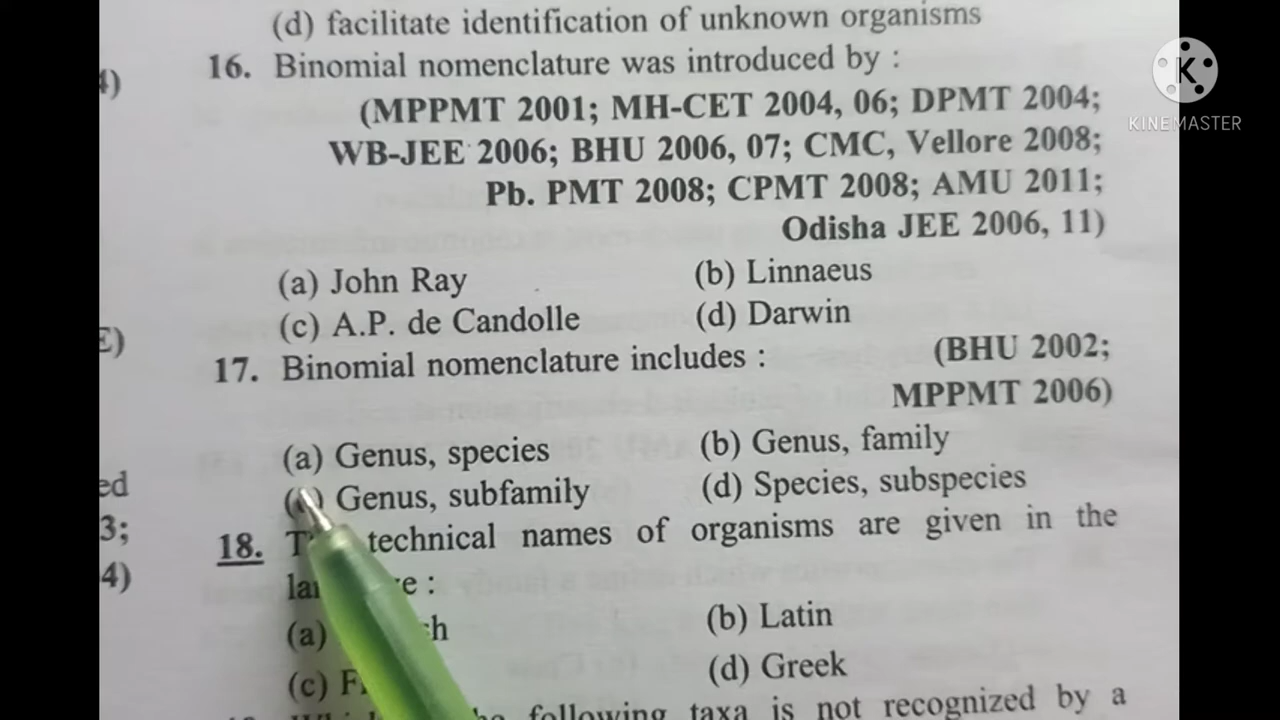 (d) facilitate identification of unknown organisms
4)
16. Binomial nomenclature was introduced by :
(MPPMT 2001; MH-CET 2004, 06; DPMT 2004;
WB-JEE 2006; BHU 2006, 07; CMC, Vellore 2008;
Pb. PMT 2008; CPMT 2008; AMU 2011;
Odisha JEE 2006, 11)
(a) John Ray (b) Linnaeus
(c) A.P. de Candolle (d) Darwin
E)
17. Binomial nomenclature includes : (BHU 2002;
MPPMT 2006)
(a) Genus, species (b) Genus, family
ed
Genus, subfamily (d) Species, subspecies
3;
18. technical names of organisms are given in the
4)
(a) (b) Latin
(c) (d) Greek
following taxa is not recognized by a
K
KINEMASTER